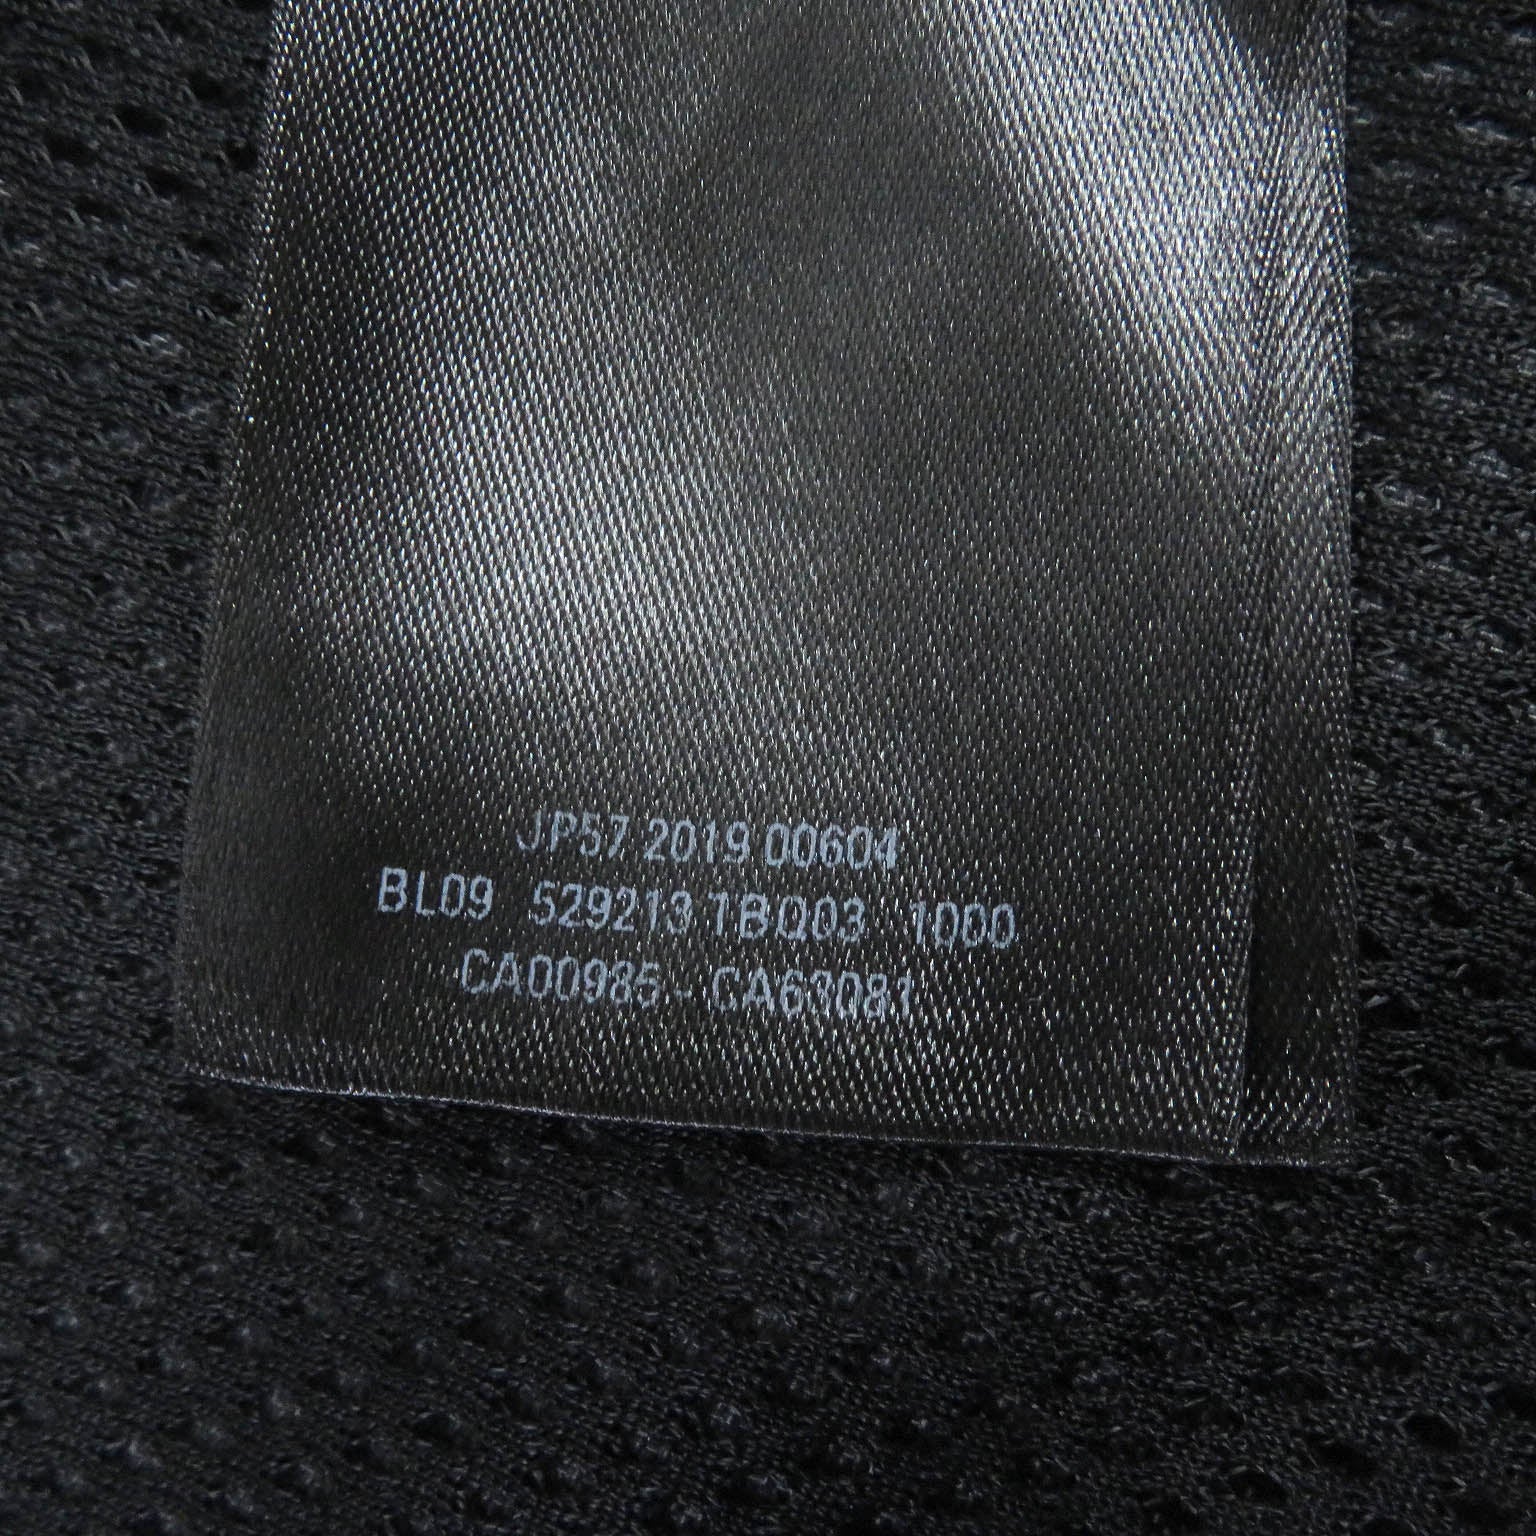 JP57 2019 00604
BL09 529213 TBQ03 1000
CA00985 - CA63081